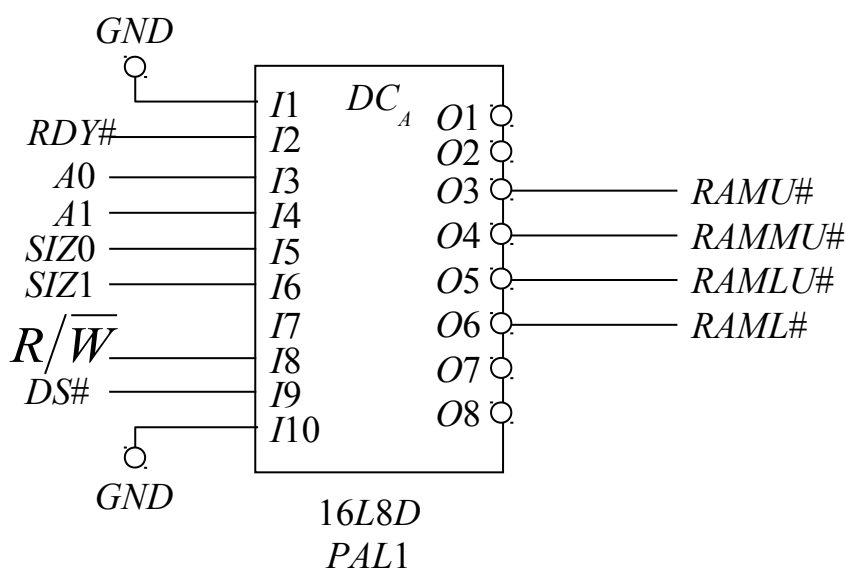 GND
RDY#
A0
A1
SIZ0
SIZ1
R/W̅
DS#
GND
I1
I2
I3
I4
I5
I6
I7
I8
I9
I10
DC_A
O1
O2
O3
O4
O5
O6
O7
O8
RAMU#
RAMMU#
RAMLU#
RAML#
16L8D
PAL1